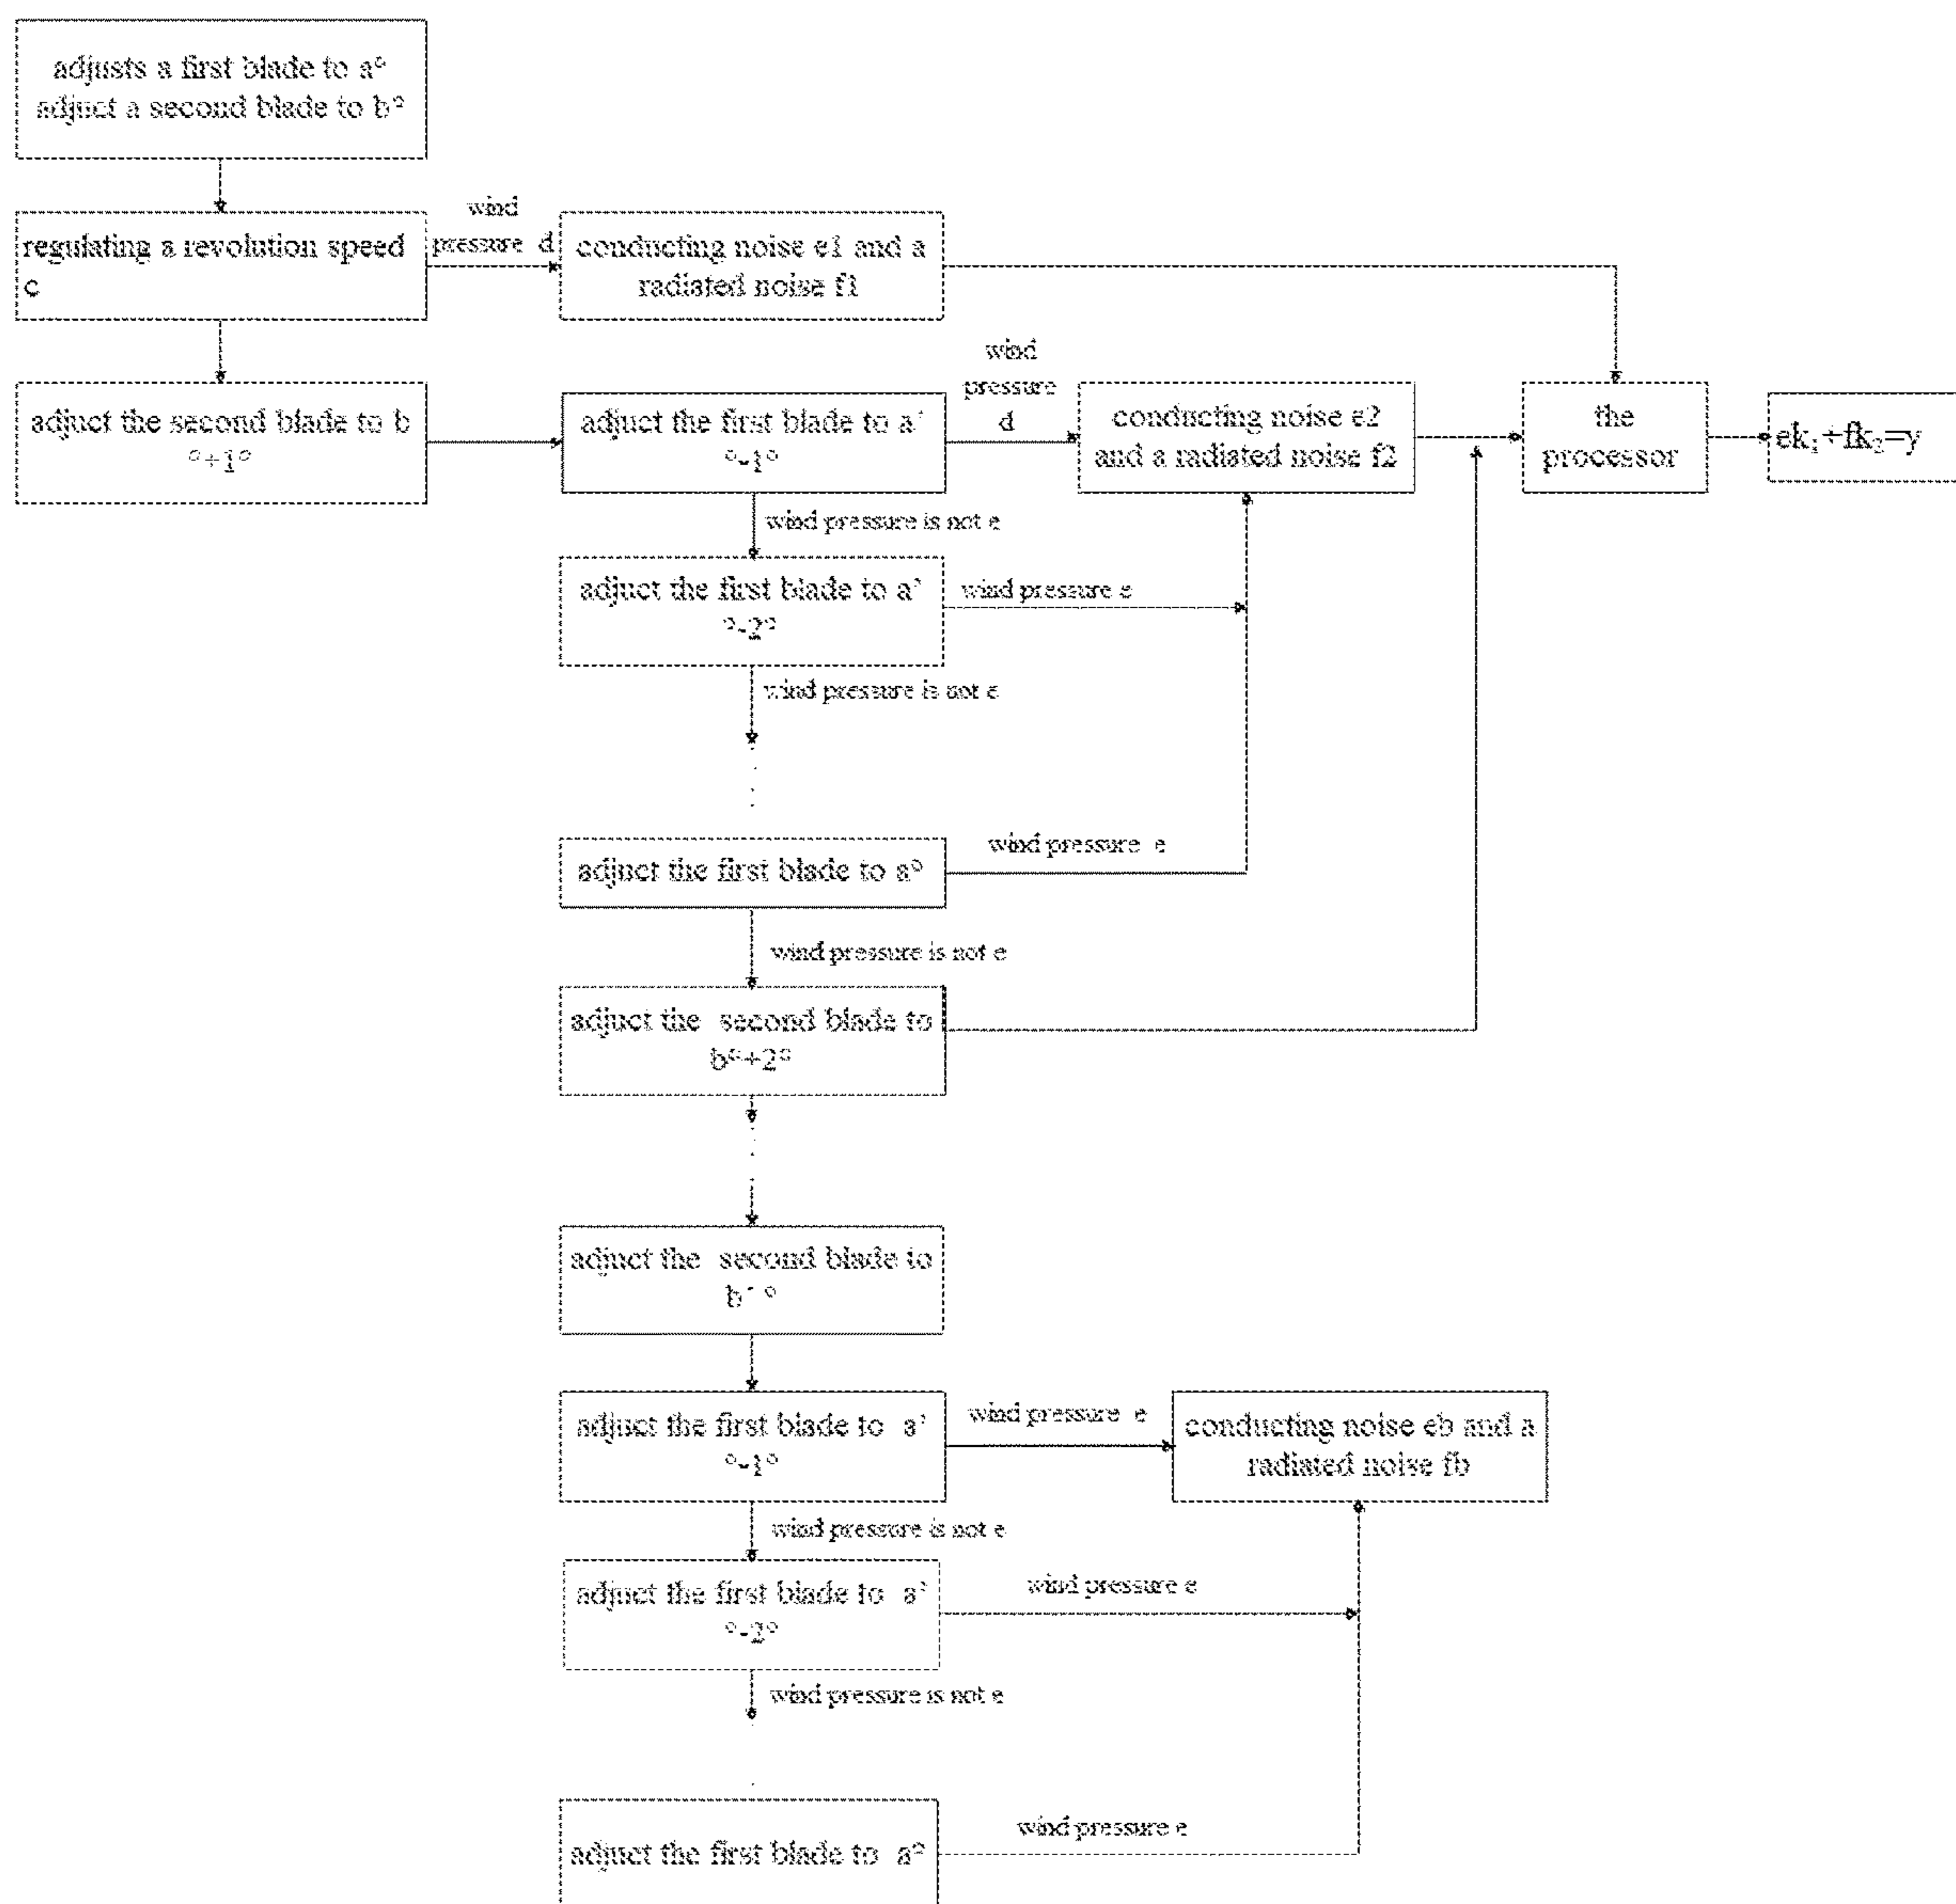 adjusts a first blade to a°
adjuct a second blade to b°
regulating a revolution speed
c
wind
pressure d
conducting noise e1 and a
radiated noise f1
adjuct the second blade to b
°+1°
adjuct the first blade to a'
°-1°
wind
pressure
d
conducting noise e2
and a radiated noise f2
the
processor
ek₁+fk₂=y
wind pressure is not e
adjuct the first blade to a'
°-2°
wind pressure e
wind pressure is not e
adjuct the first blade to a°
wind pressure e
wind pressure is not e
adjuct the second blade to
b°+2°
adjuct the second blade to
b'°
adjuct the first blade to a'
°-1°
wind pressure e
conducting noise eb and a
radiated noise fb
wind pressure is not e
adjuct the first blade to a'
°-2°
wind pressure e
wind pressure is not e
adjuct the first blade to a°
wind pressure e